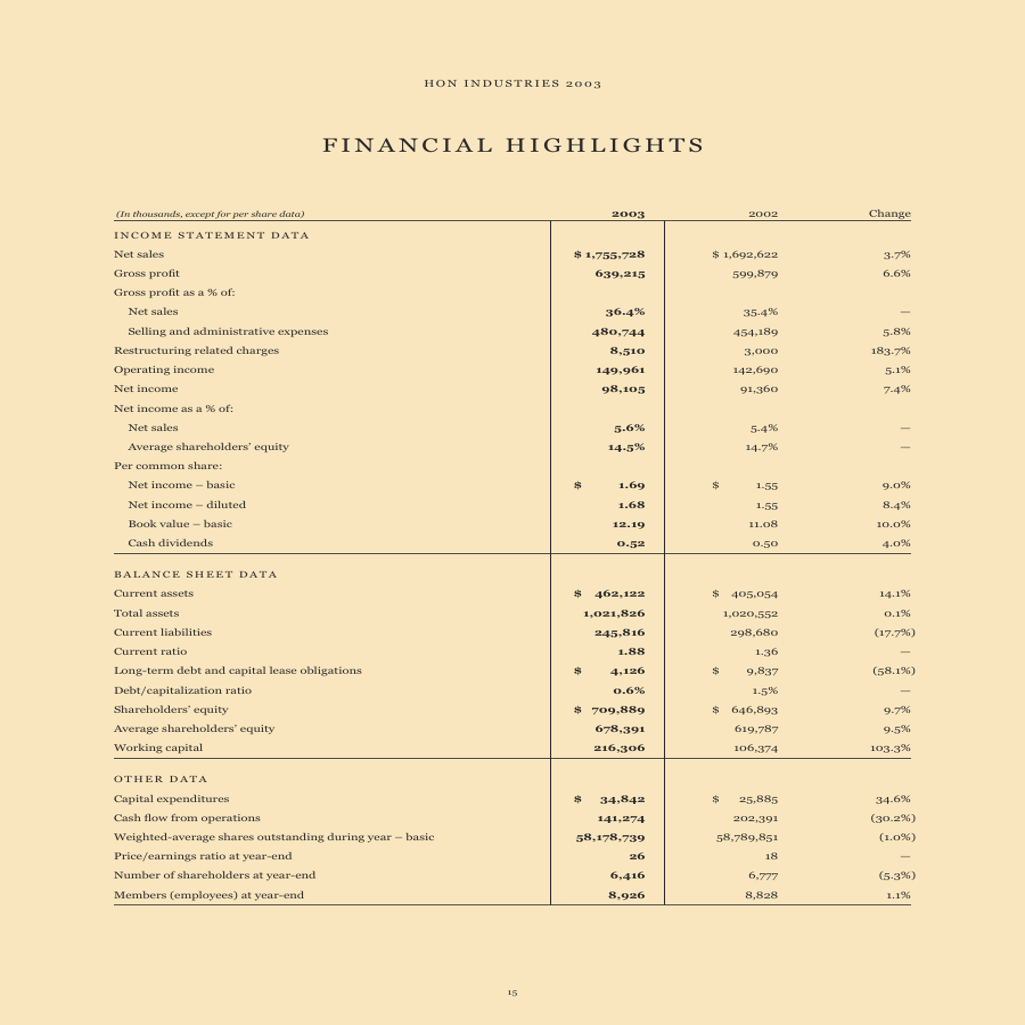 HON INDUSTRIES 2003
FINANCIAL HIGHLIGHTS
(In thousands, except for per share data) 2003 2002 Change
INCOME STATEMENT DATA
Net sales $ 1,755,728 $ 1,692,622 3.7%
Gross profit 639,215 599,879 6.6%
Gross profit as a % of:
Net sales 36.4% 35.4% —
Selling and administrative expenses 480,744 454,189 5.8%
Restructuring related charges 8,510 3,000 183.7%
Operating income 149,961 142,690 5.1%
Net income 98,105 91,360 7.4%
Net income as a % of:
Net sales 5.6% 5.4% —
Average shareholders’ equity 14.5% 14.7% —
Per common share:
Net income – basic $ 1.69 $ 1.55 9.0%
Net income – diluted 1.68 1.55 8.4%
Book value – basic 12.19 11.08 10.0%
Cash dividends 0.52 0.50 4.0%
BALANCE SHEET DATA
Current assets $ 462,122 $ 405,054 14.1%
Total assets 1,021,826 1,020,552 0.1%
Current liabilities 245,816 298,680 (17.7%)
Current ratio 1.88 1.36 —
Long-term debt and capital lease obligations $ 4,126 $ 9,837 (58.1%)
Debt/capitalization ratio 0.6% 1.5% —
Shareholders’ equity $ 709,889 $ 646,893 9.7%
Average shareholders’ equity 678,391 619,787 9.5%
Working capital 216,306 106,374 103.3%
OTHER DATA
Capital expenditures $ 34,842 $ 25,885 34.6%
Cash flow from operations 141,274 202,391 (30.2%)
Weighted-average shares outstanding during year – basic 58,178,739 58,789,851 (1.0%)
Price/earnings ratio at year-end 26 18 —
Number of shareholders at year-end 6,416 6,777 (5.3%)
Members (employees) at year-end 8,926 8,828 1.1%
15